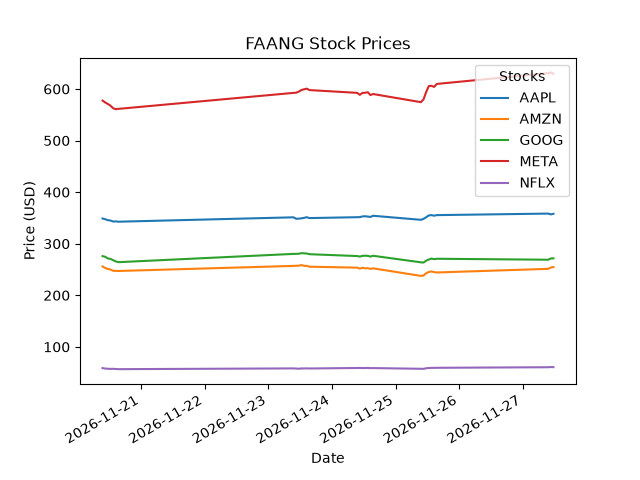 FAANG Stock Prices
Price (USD)
600
500
400
300
200
100
Stocks
AAPL
AMZN
GOOG
META
NFLX
2026-11-21
2026-11-22
2026-11-23
2026-11-24
2026-11-25
2026-11-26
2026-11-27
Date